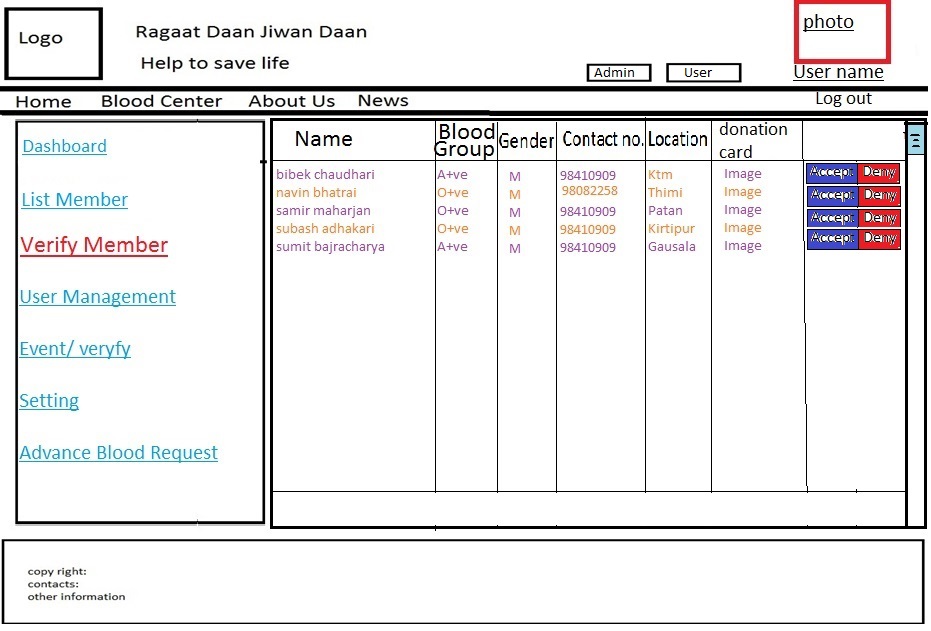 Logo
Ragaat Daan Jiwan Daan
Help to save life
photo
Admin
User
User name
Home Blood Center About Us News
Log out
Dashboard
List Member
Verify Member
User Management
Event/ veryfy
Setting
Advance Blood Request
Name Blood Group Gender Contact no. Location donation card
bibek chaudhari A+ve M 98410909 Ktm Image Accept Deny
navin bhatrai O+ve M 98082258 Thimi Image Accept Deny
samir maharjan O+ve M 98410909 Patan Image Accept Deny
subash adhakari O+ve M 98410909 Kirtipur Image Accept Deny
sumit bajracharya A+ve M 98410909 Gausala Image
copy right:
contacts:
other information